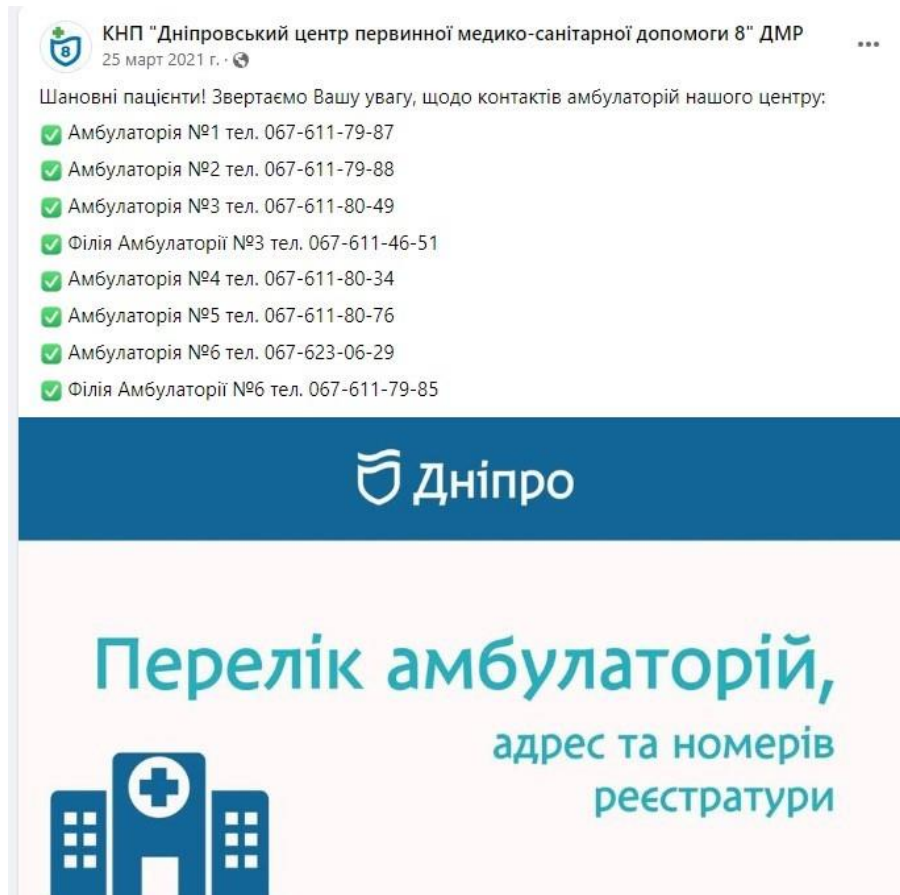 КНП "Дніпровський центр первинної медико-санітарної допомоги 8" ДМР
25 март 2021 г. ·
Шановні пацієнти! Звертаємо Вашу увагу, щодо контактів амбулаторій нашого центру:
✅ Амбулаторія №1 тел. 067-611-79-87
✅ Амбулаторія №2 тел. 067-611-79-88
✅ Амбулаторія №3 тел. 067-611-80-49
✅ Філія Амбулаторії №3 тел. 067-611-46-51
✅ Амбулаторія №4 тел. 067-611-80-34
✅ Амбулаторія №5 тел. 067-611-80-76
✅ Амбулаторія №6 тел. 067-623-06-29
✅ Філія Амбулаторії №6 тел. 067-611-79-85
Дніпро
Перелік амбулаторій,
адрес та номерів
реєстратури
8